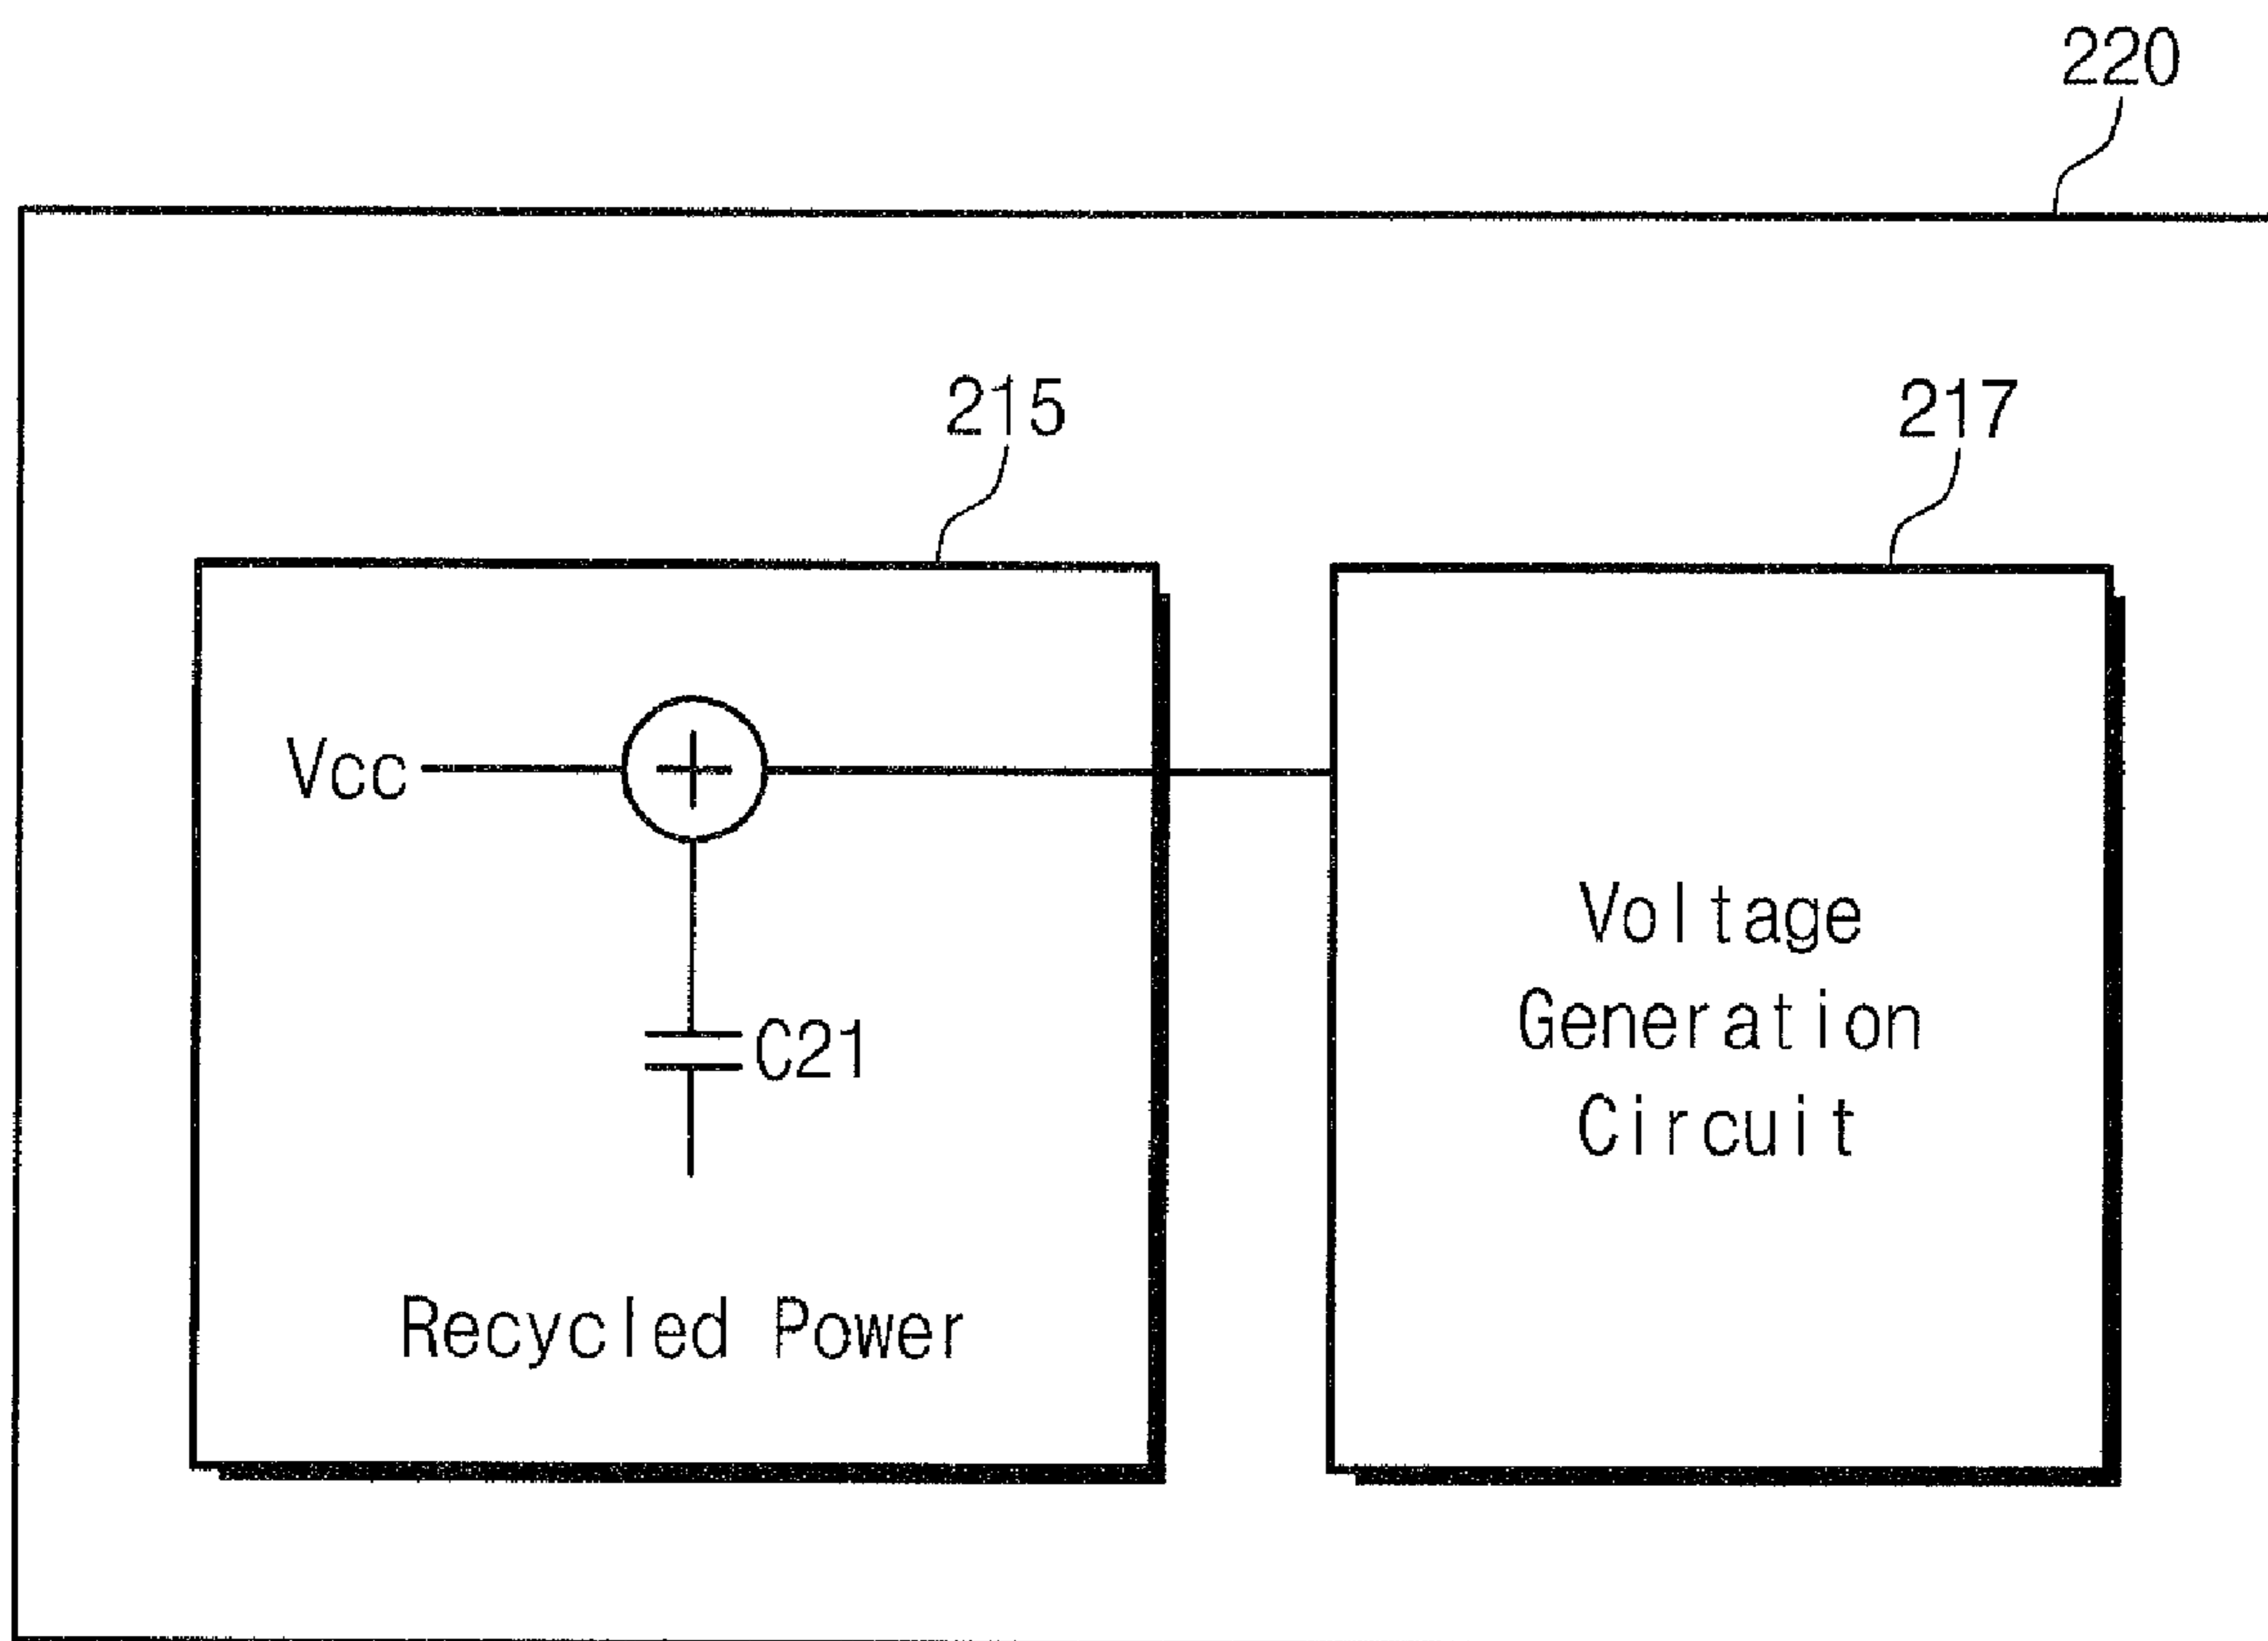 220
215
217
Vcc
C21
Recycled Power
Voltage
Generation
Circuit